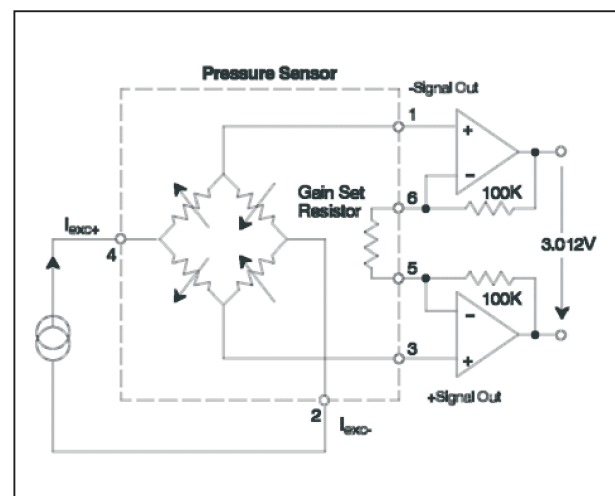 Pressure Sensor
-Signal Out
1
+
-
6
100K
Gain Set
Resistor
Iexc+
4
3.012V
5
100K
-
3
+
+Signal Out
2
Iexc-